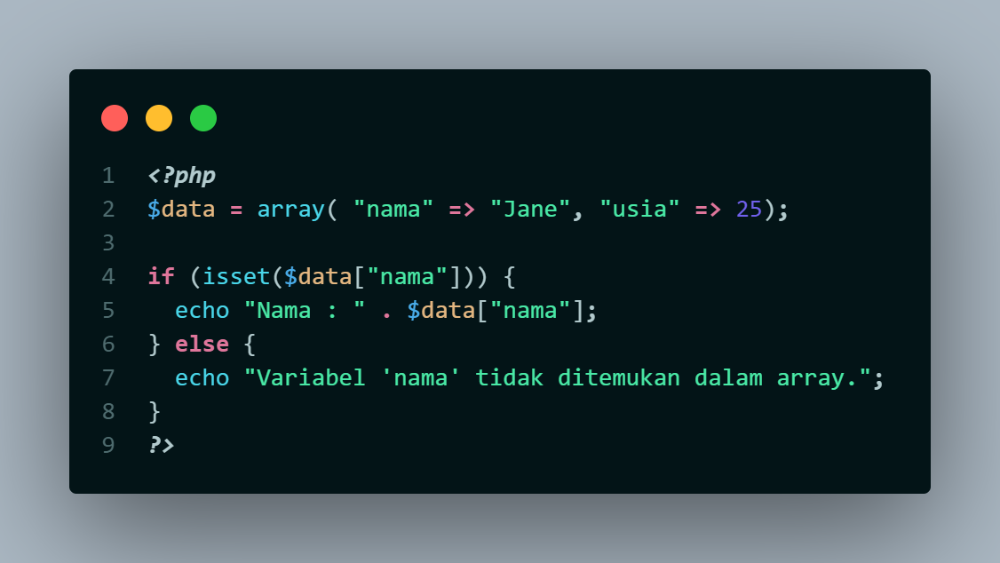 1 <?php
2 $data = array( "nama" => "Jane", "usia" => 25);
3
4 if (isset($data["nama"])) {
5   echo "Nama : " . $data["nama"];
6 } else {
7   echo "Variabel 'nama' tidak ditemukan dalam array.";
8 }
9 ?>